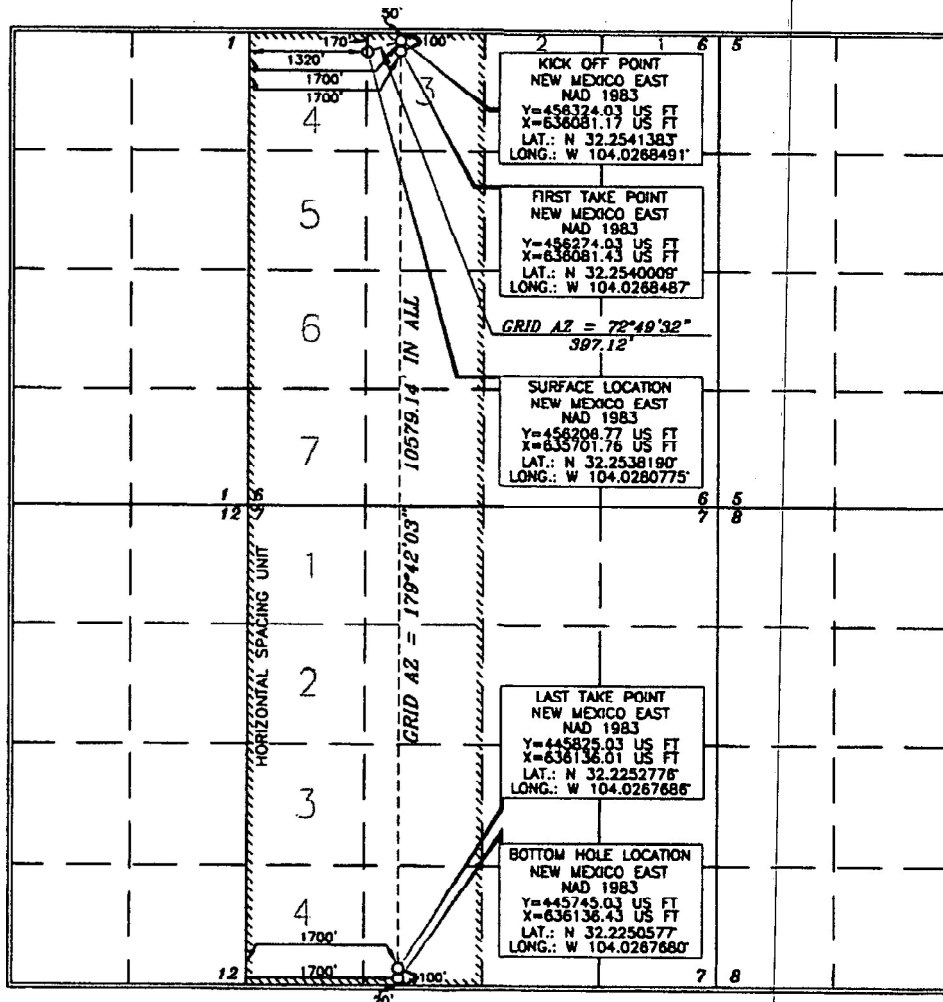 50'
1
170'
100'
2
1
6
5
1320'
1700'
1700'
3
4
KICK OFF POINT
NEW MEXICO EAST
NAD 1983
Y=456324.03 US FT
X=636081.17 US FT
LAT.: N 32.2541383°
LONG.: W 104.0268491°
5
FIRST TAKE POINT
NEW MEXICO EAST
NAD 1983
Y=456274.03 US FT
X=636081.43 US FT
LAT.: N 32.2540009°
LONG.: W 104.0268487°
6
GRID AZ = 72°49'32"
397.12'
10579.14 IN ALL
SURFACE LOCATION
NEW MEXICO EAST
NAD 1983
Y=456206.77 US FT
X=635701.76 US FT
LAT.: N 32.2538190°
LONG.: W 104.0280775°
7
1 6
12 7
6 5
7 8
GRID AZ = 179°42'03"
HORIZONTAL SPACING UNIT
1
2
LAST TAKE POINT
NEW MEXICO EAST
NAD 1983
Y=445825.03 US FT
X=636136.01 US FT
LAT.: N 32.2252776°
LONG.: W 104.0267686°
3
BOTTOM HOLE LOCATION
NEW MEXICO EAST
NAD 1983
Y=445745.03 US FT
X=636136.43 US FT
LAT.: N 32.2250577°
LONG.: W 104.0267680°
4
1700'
1700'
100'
12
7 8
20'